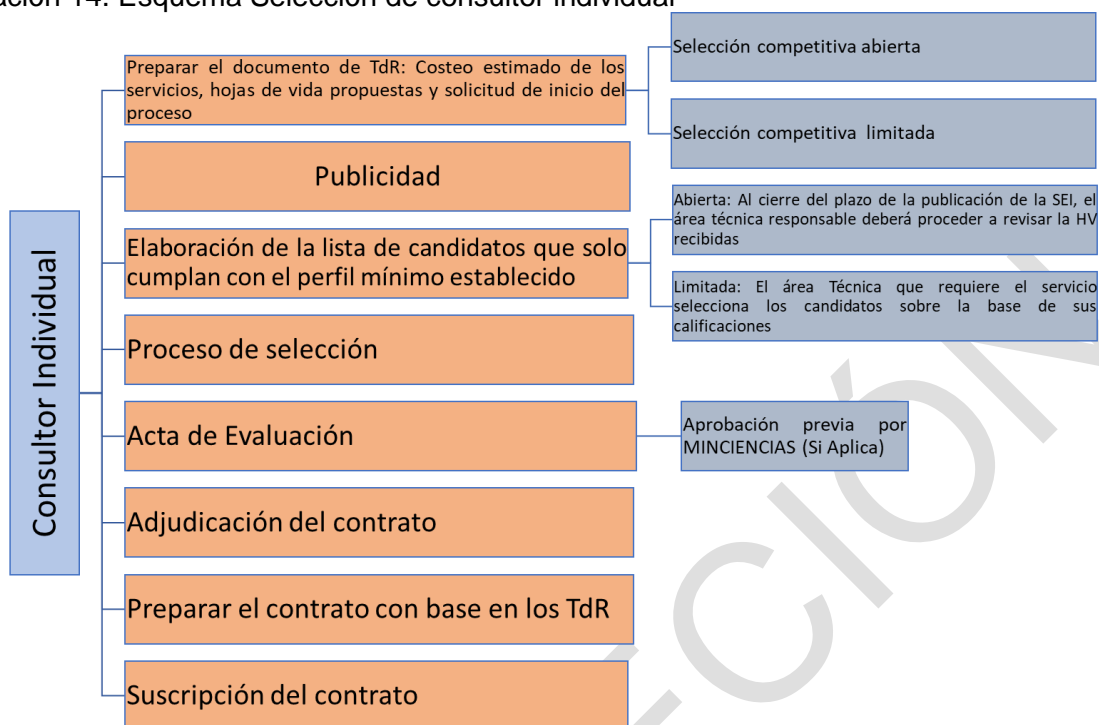 ación 14. Esquema Selección de consultor individual
Consultor Individual
Preparar el documento de TdR: Costeo estimado de los
servicios, hojas de vida propuestas y solicitud de inicio del
proceso
Selección competitiva abierta
Selección competitiva limitada
Publicidad
Elaboración de la lista de candidatos que solo
cumplan con el perfil mínimo establecido
Abierta: Al cierre del plazo de la publicación de la SEI, el
área técnica responsable deberá proceder a revisar la HV
recibidas
Limitada: El área Técnica que requiere el servicio
selecciona los candidatos sobre la base de sus
calificaciones
Proceso de selección
Acta de Evaluación
Aprobación previa por
MINCIENCIAS (Si Aplica)
Adjudicación del contrato
Preparar el contrato con base en los TdR
Suscripción del contrato